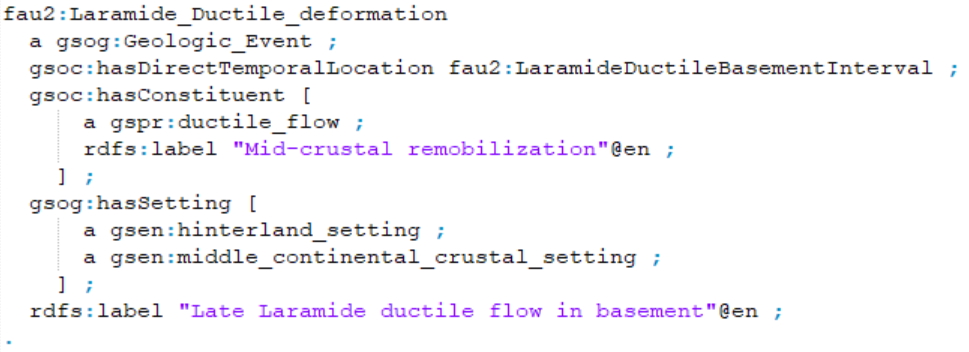 fau2:Laramide_Ductile_deformation
a gsog:Geologic_Event ;
gsoc:hasDirectTemporalLocation fau2:LaramideDuctileBasementInterval ;
gsoc:hasConstituent [
a gspr:ductile_flow ;
rdfs:label "Mid-crustal remobilization"@en ;
] ;
gsog:hasSetting [
a gsen:hinterland_setting ;
a gsen:middle_continental_crustal_setting ;
] ;
rdfs:label "Late Laramide ductile flow in basement"@en ;
.